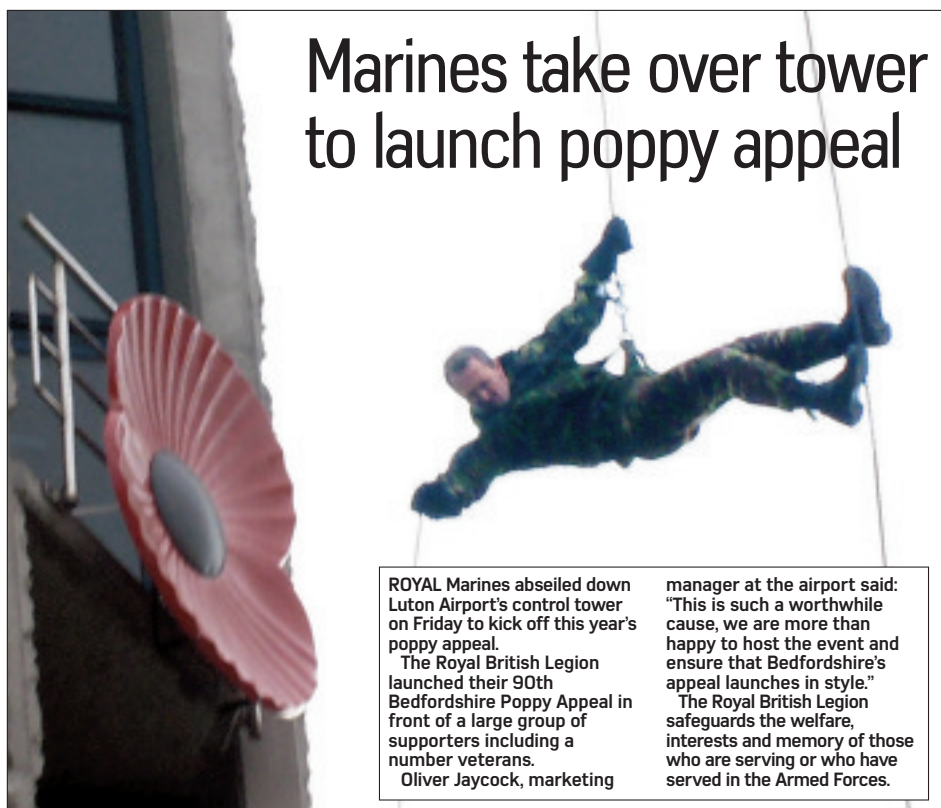 Marines take over tower
to launch poppy appeal
ROYAL Marines abseiled down
Luton Airport's control tower
on Friday to kick off this year's
poppy appeal.
The Royal British Legion
launched their 90th
Bedfordshire Poppy Appeal in
front of a large group of
supporters including a
number veterans.
Oliver Jaycock, marketing
manager at the airport said:
“This is such a worthwhile
cause, we are more than
happy to host the event and
ensure that Bedfordshire's
appeal launches in style.”
The Royal British Legion
safeguards the welfare,
interests and memory of those
who are serving or who have
served in the Armed Forces.